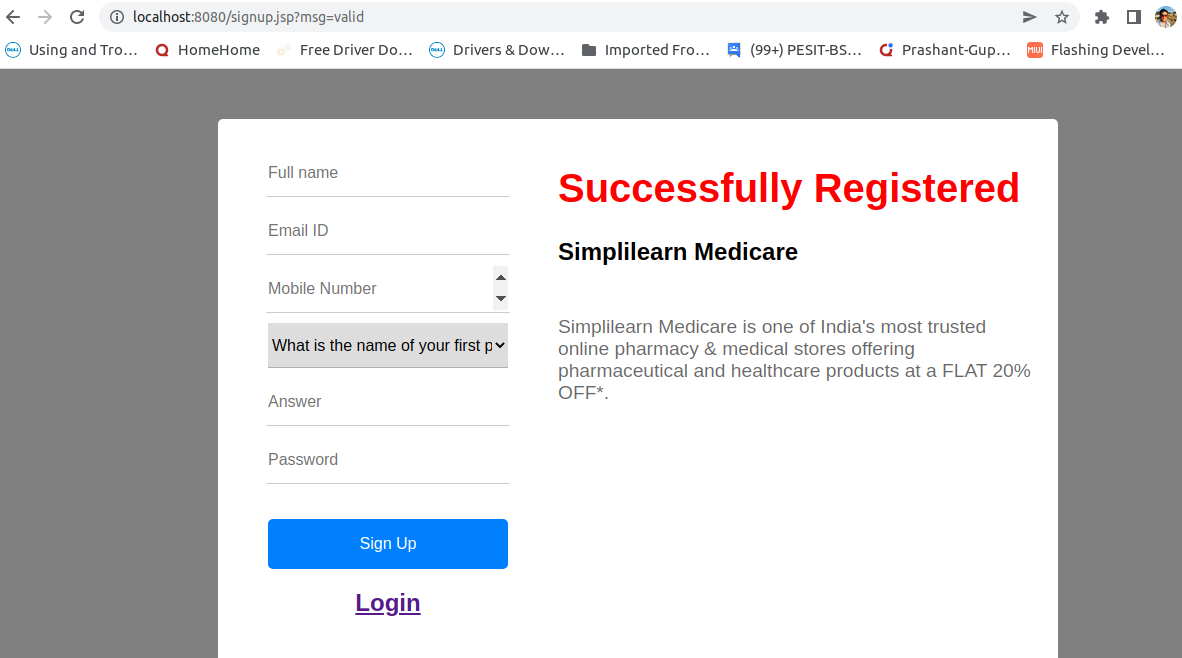 localhost:8080/signup.jsp?msg=valid
Using and Tro... HomeHome Free Driver Do... Drivers & Dow... Imported Fro... (99+) PESIT-BS... Prashant-Gup... MIUI Flashing Devel...
Full name
Email ID
Mobile Number
What is the name of your first p
Answer
Password
Sign Up
Login
Successfully Registered
Simplilearn Medicare
Simplilearn Medicare is one of India's most trusted
online pharmacy & medical stores offering
pharmaceutical and healthcare products at a FLAT 20%
OFF*.